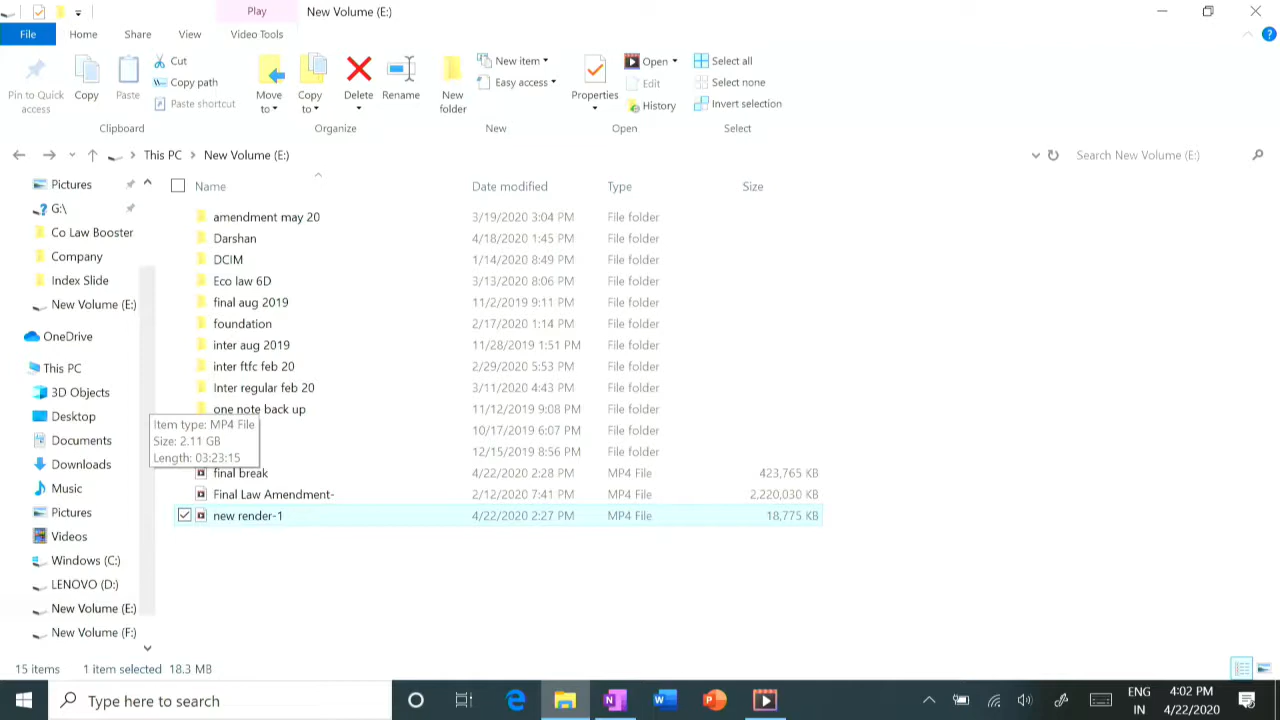 Play New Volume (E:)
File Home Share View Video Tools
Pin to Quick access Copy Paste Cut Copy path Paste shortcut Move to Copy to Delete Rename New folder New item Easy access Properties Open Edit History Select all Select none Invert selection
Clipboard Organize New Open Select
This PC New Volume (E:) Search New Volume (E:)
Name Date modified Type Size
Pictures
G:\
Co Law Booster
Company
Index Slide
New Volume (E:)
OneDrive
This PC
3D Objects
Desktop
Documents
Downloads
Music
Pictures
Videos
Windows (C:)
LENOVO (D:)
New Volume (E:)
New Volume (F:)
amendment may 20 3/19/2020 3:04 PM File folder
Darshan 4/18/2020 1:45 PM File folder
DCIM 1/14/2020 8:49 PM File folder
Eco law 6D 3/13/2020 8:06 PM File folder
final aug 2019 11/2/2019 9:11 PM File folder
foundation 2/17/2020 1:14 PM File folder
inter aug 2019 11/28/2019 1:51 PM File folder
inter ftfc feb 20 2/29/2020 5:53 PM File folder
Inter regular feb 20 3/11/2020 4:43 PM File folder
one note back up 11/12/2019 9:08 PM File folder
10/17/2019 6:07 PM File folder
12/15/2019 8:56 PM File folder
final break 4/22/2020 2:28 PM MP4 File 423,765 KB
Final Law Amendment- 2/12/2020 7:41 PM MP4 File 2,220,030 KB
new render-1 4/22/2020 2:27 PM MP4 File 18,775 KB
Item type: MP4 File
Size: 2.11 GB
Length: 03:23:15
15 items 1 item selected 18.3 MB
Type here to search ENG IN 4:02 PM 4/22/2020